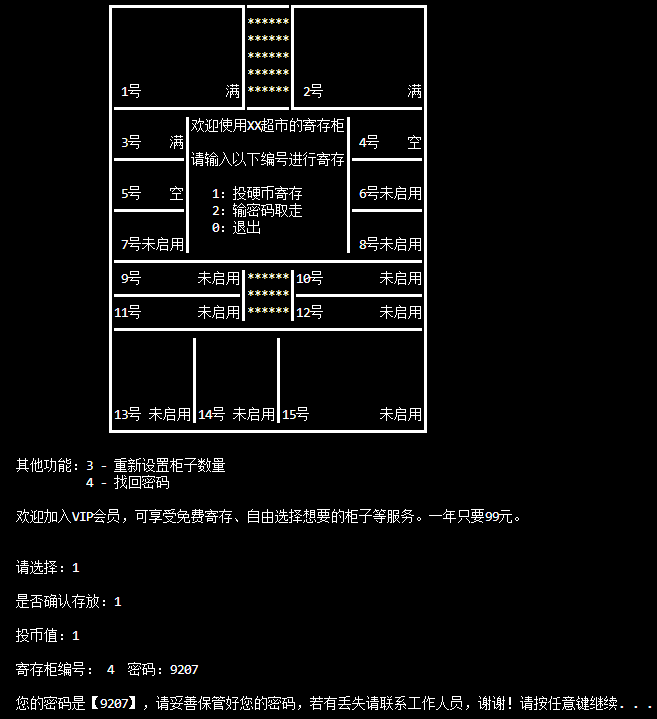 ******
******
******
******
******
1号 满 2号 满
欢迎使用XX超市的寄存柜
3号 满 4号 空
请输入以下编号进行寄存
5号 空 1: 投硬币寄存 6号未启用
2: 输密码取走
0: 退出
7号未启用 8号未启用
9号 未启用 ****** 10号 未启用
******
11号 未启用 ****** 12号 未启用
13号 未启用 14号 未启用 15号 未启用
其他功能: 3 - 重新设置柜子数量
4 - 找回密码
欢迎加入VIP会员, 可享受免费寄存、自由选择想要的柜子等服务。一年只要99元。
请选择: 1
是否确认存放: 1
投币值: 1
寄存柜编号: 4 密码: 9207
您的密码是【9207】, 请妥善保管好您的密码, 若有丢失请联系工作人员, 谢谢! 请按任意键继续. . .